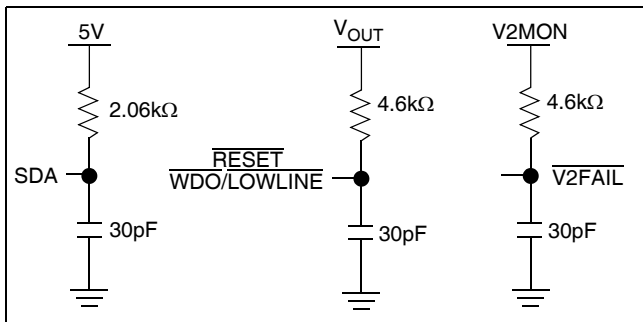 5V
2.06kΩ
SDA
30pF
VOUT
4.6kΩ
RESET
WDO/LOWLINE
30pF
V2MON
4.6kΩ
V2FAIL
30pF